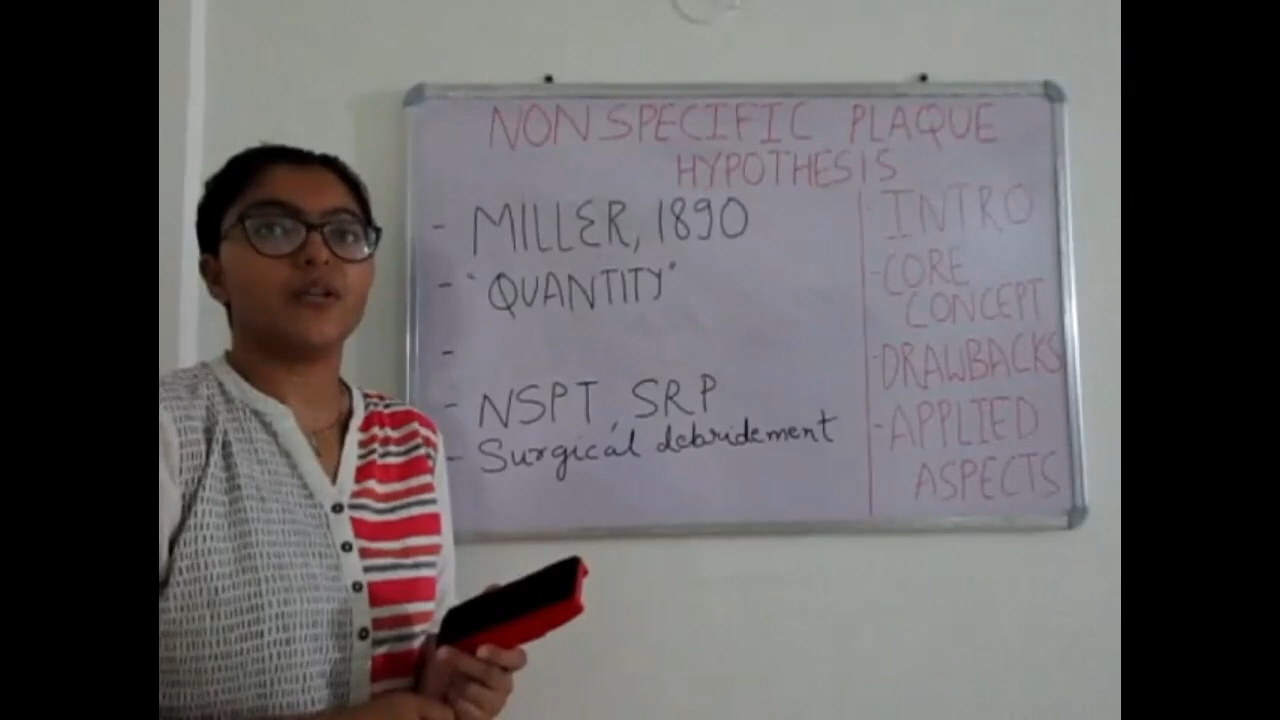 NONSPECIFIC PLAQUE
HYPOTHESIS
- MILLER, 1890
- "QUANTITY"
-
- NSPT, SRP
- Surgical debridement
- INTRO
- CORE
CONCEPT
- DRAWBACKS
- APPLIED
ASPECTS